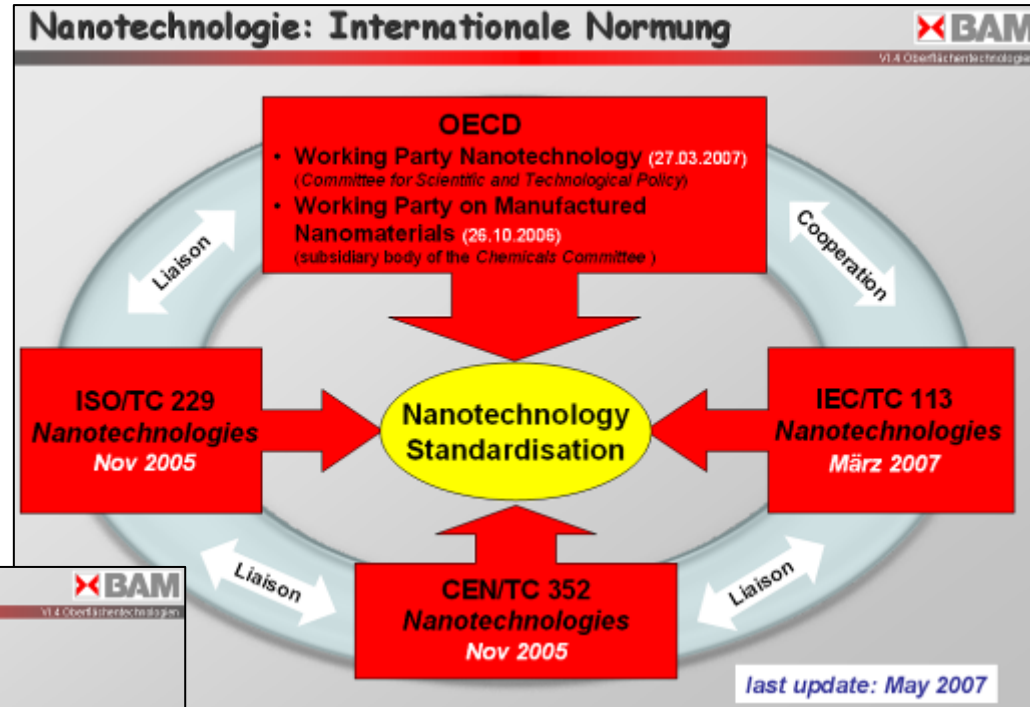 Nanotechnologie: Internationale Normung
BAM
VI.4 Oberflächentechnologien
OECD
• Working Party Nanotechnology (27.03.2007)
(Committee for Scientific and Technological Policy)
• Working Party on Manufactured
Nanomaterials (26.10.2006)
(subsidiary body of the Chemicals Committee )
Liaison
Cooperation
ISO/TC 229
Nanotechnologies
Nov 2005
Nanotechnology
Standardisation
IEC/TC 113
Nanotechnologies
März 2007
Liaison
CEN/TC 352
Nanotechnologies
Nov 2005
Liaison
last update: May 2007
BAM
VI.4 Oberflächentechnologien